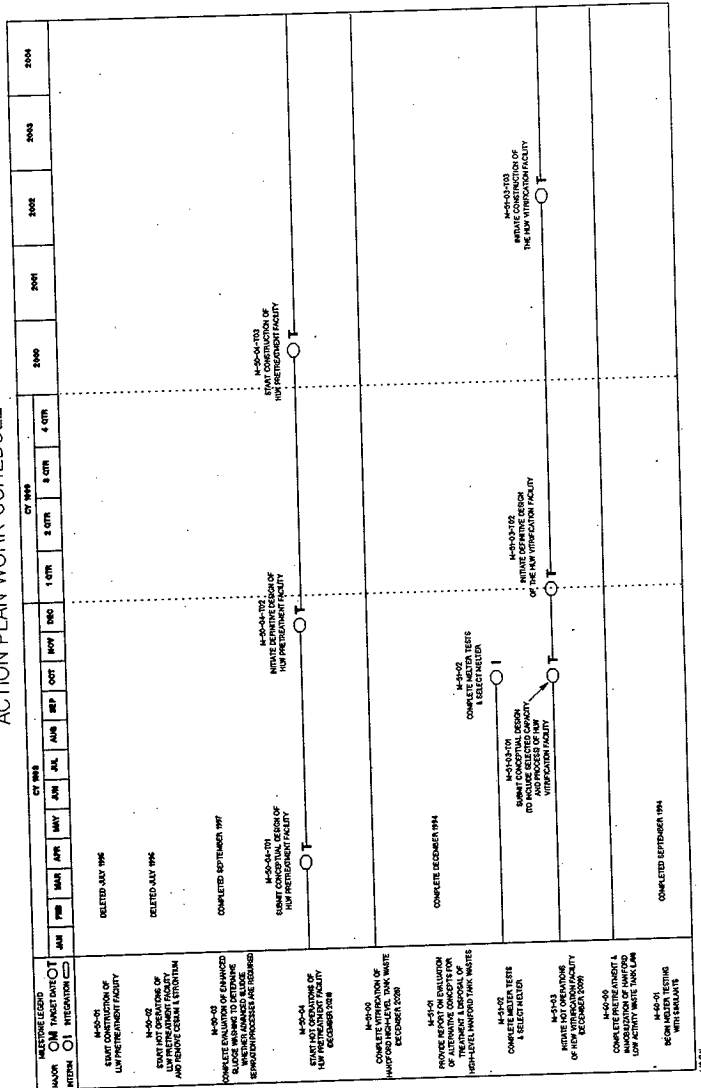 ACTION PLAN WORK SCHEDULE
MILESTONE LEGEND
MAJOR M TARGET DATE T
INTERIM I INTEGRATION
CY 1998
JAN FEB MAR APR MAY JUN JUL AUG SEP OCT NOV DEC
CY 1999
1 QTR 2 QTR 3 QTR 4 QTR
2000 2001 2002 2003 2004
M-50-01
START CONSTRUCTION OF
LLW PRETREATMENT FACILITY
DELETED JULY 1996
M-50-02
START HOT OPERATIONS OF
LLW PRETREATMENT FACILITY
AND REMOVE CESIUM & STRONTIUM
DELETED JULY 1996
M-50-03
COMPLETE EVALUATION OF ENHANCED
SLUDGE WASHING TO DETERMINE
WHETHER ADVANCED SLUDGE
SEPARATION PROCESSES ARE REQUIRED
COMPLETED SEPTEMBER 1997
M-50-04
START HOT OPERATIONS OF
HLW PRETREATMENT FACILITY
M-50-04-T01
SUBMIT CONCEPTUAL DESIGN OF
HLW PRETREATMENT FACILITY
T
M-50-04-T02
INITIATE DEFINITIVE DESIGN OF
HLW PRETREATMENT FACILITY
T
M-50-04-T03
START CONSTRUCTION OF
HLW PRETREATMENT FACILITY
T
M-51-00
COMPLETE VITRIFICATION OF
HANFORD HIGH-LEVEL TANK WASTE
M-51-01
PROVIDE REPORT ON EVALUATION
OF ALTERNATIVE CONCEPTS FOR
TREATMENT & DISPOSAL OF
HIGH-LEVEL HANFORD TANK WASTES
COMPLETE DECEMBER 1994
M-51-02
COMPLETE MELTER TESTS
& SELECT MELTER
M-51-02
COMPLETE MELTER TESTS
& SELECT MELTER
I
M-51-03
INITIATE HOT OPERATIONS
VITRIFICATION FACILITY
M-51-03-T01
SUBMIT CONCEPTUAL DESIGN
(TO INCLUDE SELECTED CAPACITY
AND PROCESS) OF HLW
VITRIFICATION FACILITY
T
M-51-03-T02
INITIATE DEFINITIVE DESIGN
OF THE HLW VITRIFICATION FACILITY
T
M-51-03-T03
INITIATE CONSTRUCTION OF
THE HLW VITRIFICATION FACILITY
T
M-60-00
COMPLETE PRETREATMENT &
IMMOBILIZATION OF HANFORD
LOW ACTIVITY WASTE TANK
M-60-01
BEGIN MELTER TESTING
WITH SIMULANTS
COMPLETED SEPTEMBER 1994